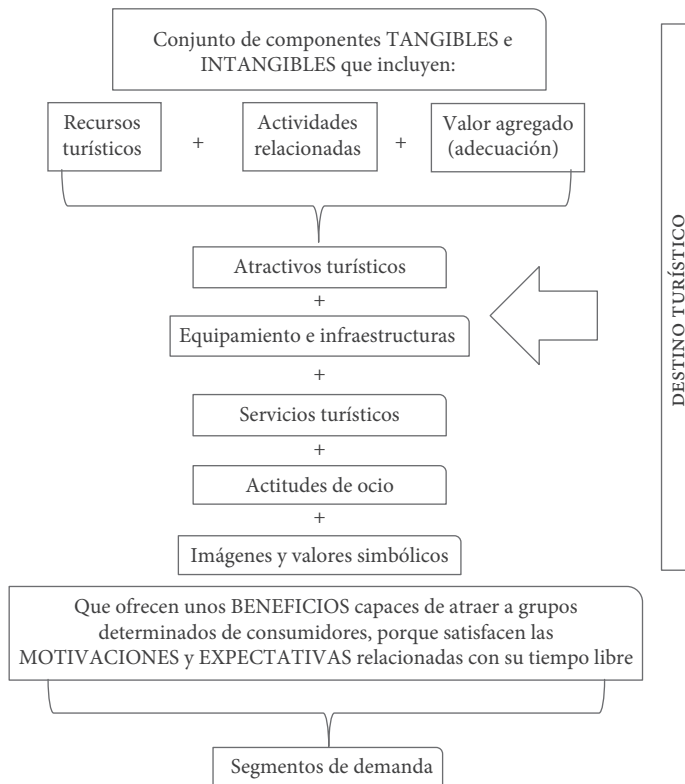 Conjunto de componentes TANGIBLES e
INTANGIBLES que incluyen:
Recursos
turísticos
+
Actividades
relacionadas
+
Valor agregado
(adecuación)
Atractivos turísticos
+
Equipamiento e infraestructuras
+
Servicios turísticos
+
Actitudes de ocio
+
Imágenes y valores simbólicos
DESTINO TURÍSTICO
Que ofrecen unos BENEFICIOS capaces de atraer a grupos
determinados de consumidores, porque satisfacen las
MOTIVACIONES y EXPECTATIVAS relacionadas con su tiempo libre
Segmentos de demanda